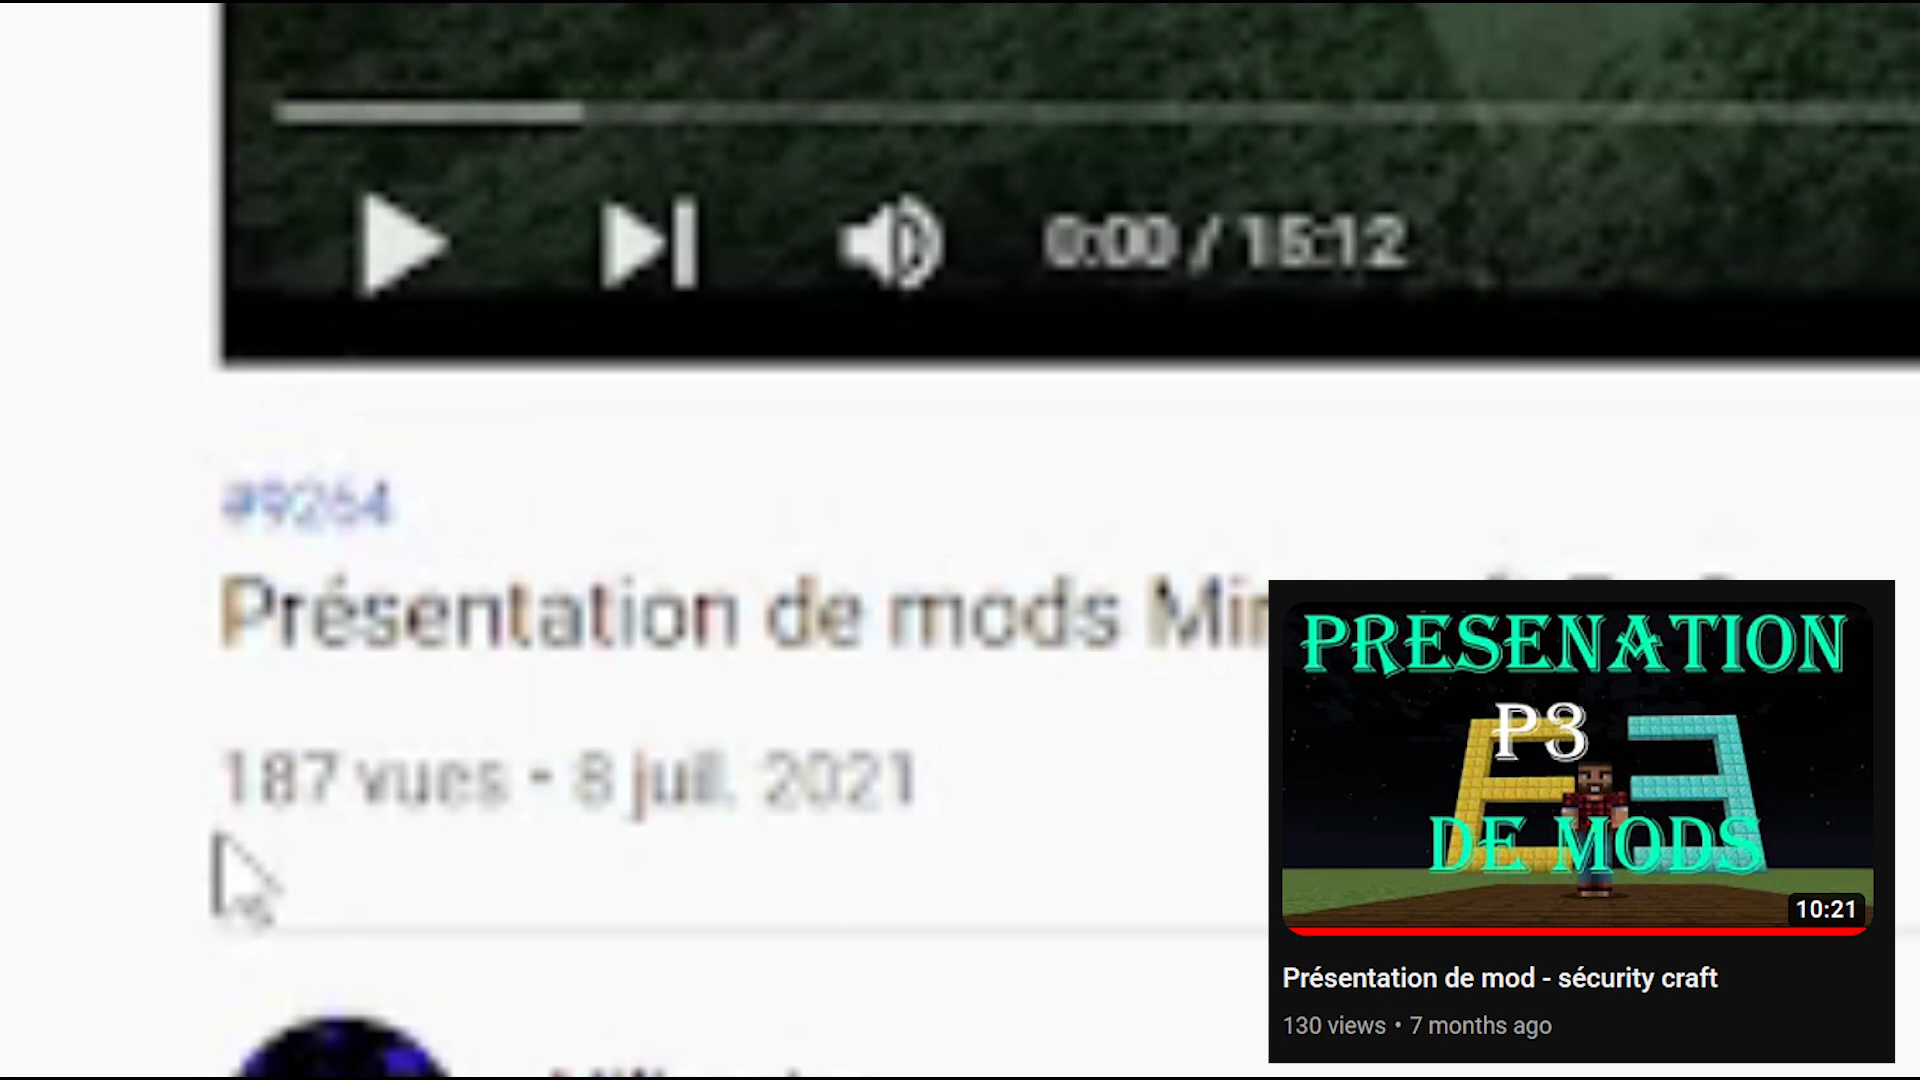 0:00 / 15:12
#9264
Présentation de mods
187 vues • 8 juil. 2021
PRESENATION
P3
DE MODS
10:21
Présentation de mod - sécurity craft
130 views • 7 months ago